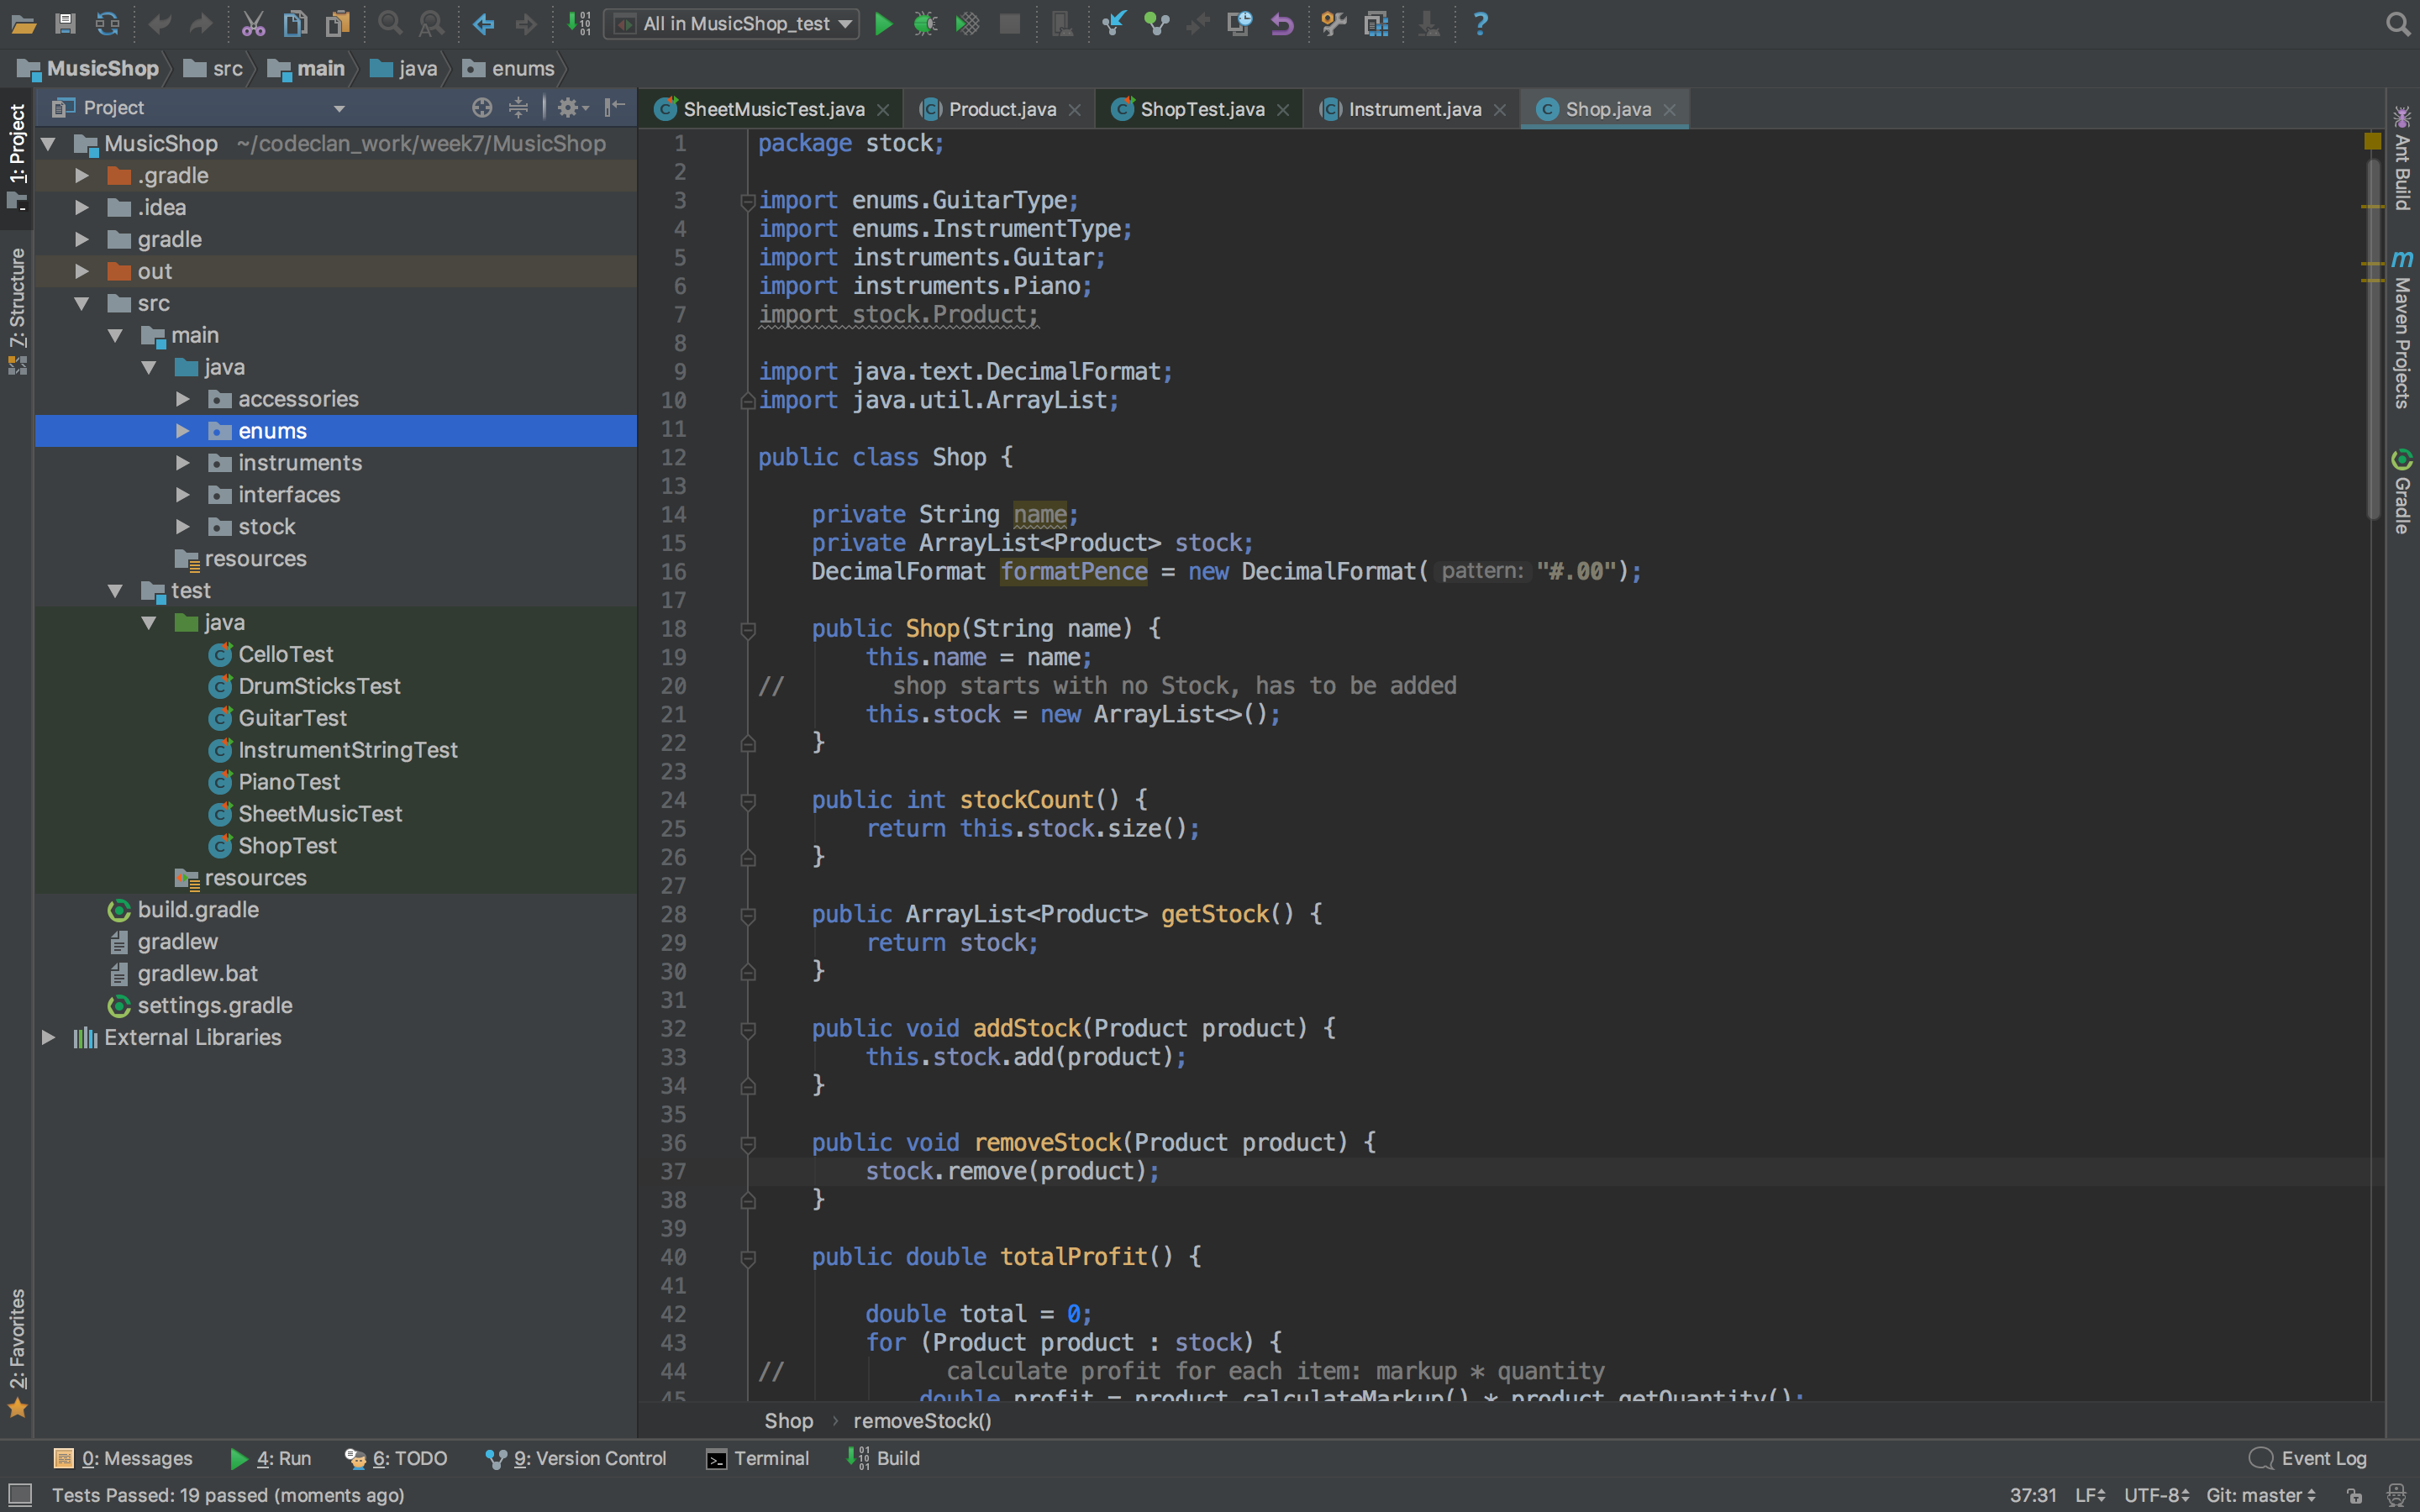 All in MusicShop_test
MusicShop src main java enums
1: Project
7: Structure
2: Favorites
Project
MusicShop ~/codeclan_work/week7/MusicShop
.gradle
.idea
gradle
out
src
main
java
accessories
enums
instruments
interfaces
stock
resources
test
java
CelloTest
DrumSticksTest
GuitarTest
InstrumentStringTest
PianoTest
SheetMusicTest
ShopTest
resources
build.gradle
gradlew
gradlew.bat
settings.gradle
External Libraries
SheetMusicTest.java Product.java ShopTest.java Instrument.java Shop.java
1 package stock;
2
3 import enums.GuitarType;
4 import enums.InstrumentType;
5 import instruments.Guitar;
6 import instruments.Piano;
7 import stock.Product;
8
9 import java.text.DecimalFormat;
10 import java.util.ArrayList;
11
12 public class Shop {
13
14 private String name;
15 private ArrayList<Product> stock;
16 DecimalFormat formatPence = new DecimalFormat( pattern: "#.00");
17
18 public Shop(String name) {
19 this.name = name;
20 // shop starts with no Stock, has to be added
21 this.stock = new ArrayList<>();
22 }
23
24 public int stockCount() {
25 return this.stock.size();
26 }
27
28 public ArrayList<Product> getStock() {
29 return stock;
30 }
31
32 public void addStock(Product product) {
33 this.stock.add(product);
34 }
35
36 public void removeStock(Product product) {
37 stock.remove(product);
38 }
39
40 public double totalProfit() {
41
42 double total = 0;
43 for (Product product : stock) {
44 // calculate profit for each item: markup * quantity
45 double profit = product.calculateMarkup() * product.getQuantity();
Shop › removeStock()
Ant Build
Maven Projects
Gradle
0: Messages 4: Run 6: TODO 9: Version Control Terminal Build Event Log
Tests Passed: 19 passed (moments ago) 37:31 LF UTF-8 Git: master